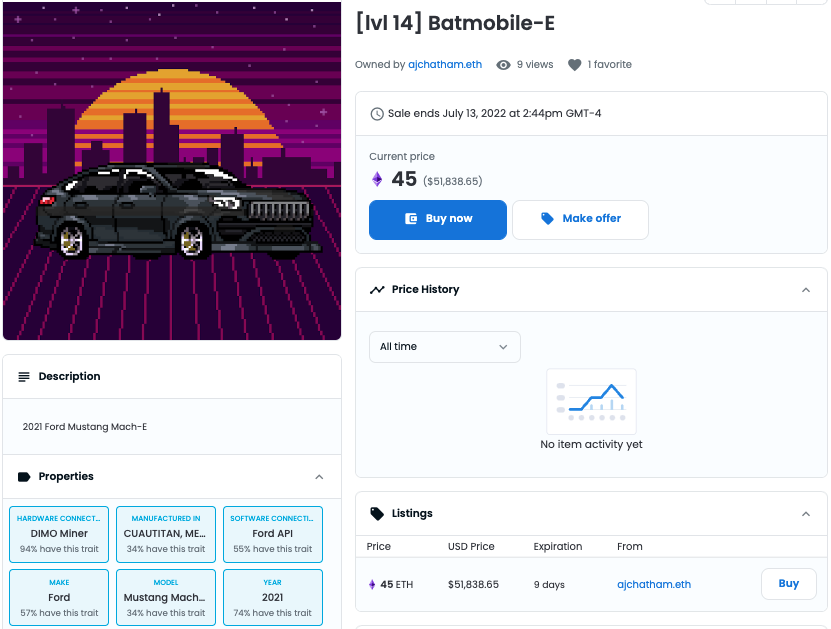 [lvl 14] Batmobile-E
Owned by ajchatham.eth 9 views 1 favorite
Sale ends July 13, 2022 at 2:44pm GMT-4
Current price
45 ($51,838.65)
Buy now
Make offer
Price History
All time
No item activity yet
Listings
Price USD Price Expiration From
45 ETH $51,838.65 9 days ajchatham.eth Buy
Description
2021 Ford Mustang Mach-E
Properties
HARDWARE CONNECT...
DIMO Miner
94% have this trait
MANUFACTURED IN
CUAUTITAN, ME...
34% have this trait
SOFTWARE CONNECTI...
Ford API
55% have this trait
MAKE
Ford
57% have this trait
MODEL
Mustang Mach...
34% have this trait
YEAR
2021
74% have this trait